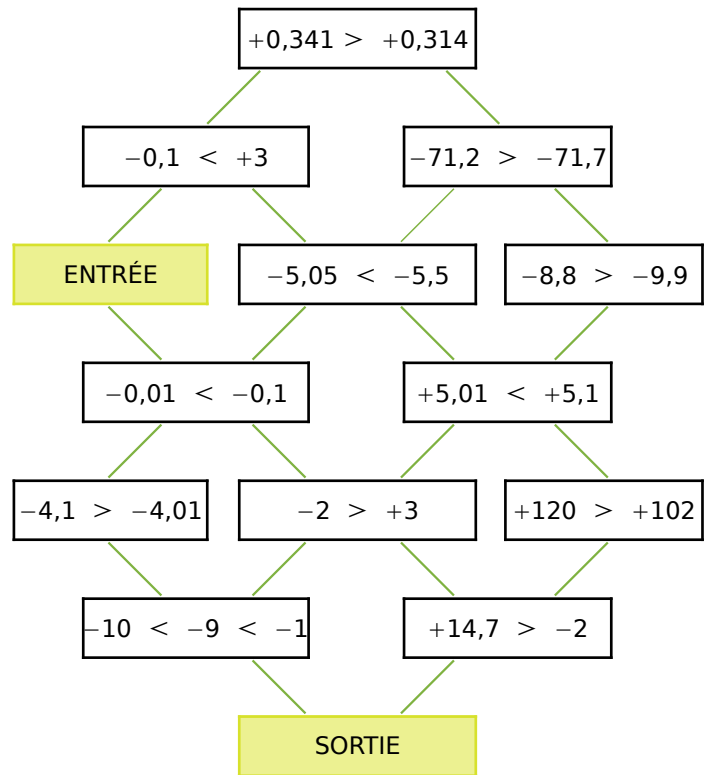 +0,341 > +0,314
−0,1 < +3
−71,2 > −71,7
ENTRÉE
−5,05 < −5,5
−8,8 > −9,9
−0,01 < −0,1
+5,01 < +5,1
−4,1 > −4,01
−2 > +3
+120 > +102
−10 < −9 < −1
+14,7 > −2
SORTIE